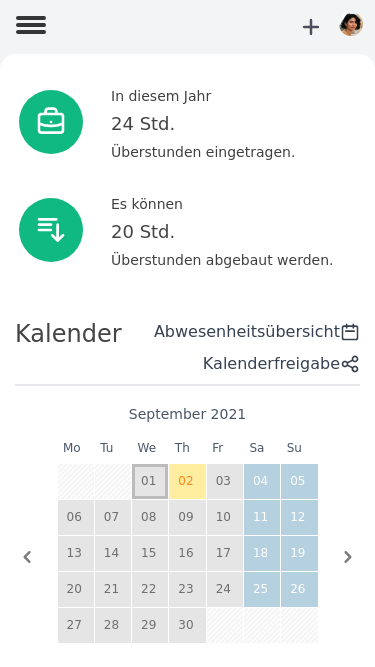 In diesem Jahr
24 Std.
Überstunden eingetragen.
Es können
20 Std.
Überstunden abgebaut werden.
Kalender
Abwesenheitsübersicht
Kalenderfreigabe
September 2021
Mo Tu We Th Fr Sa Su
01 02 03 04 05
06 07 08 09 10 11 12
13 14 15 16 17 18 19
20 21 22 23 24 25 26
27 28 29 30